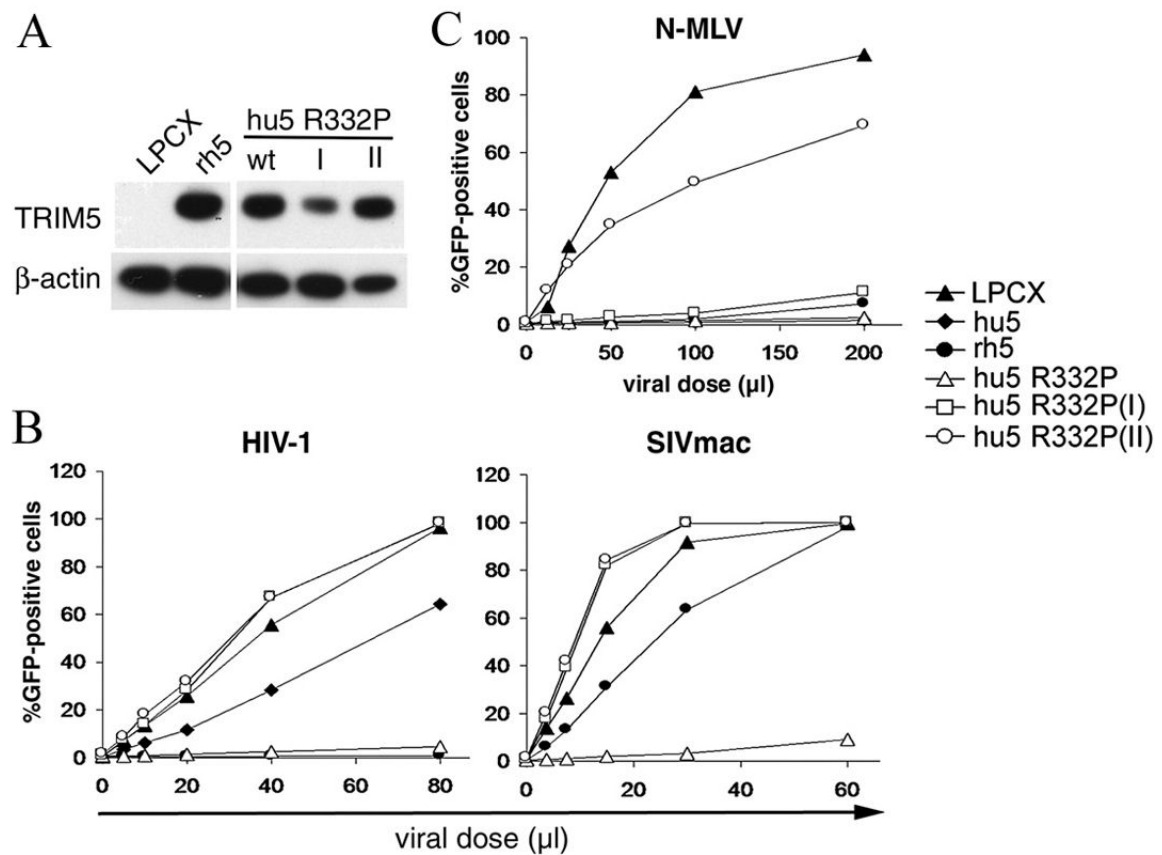 A
LPCX
rh5
hu5 R332P
wt I II
TRIM5
β-actin
C
N-MLV
%GFP-positive cells
100
80
60
40
20
0
0 50 100 150 200
viral dose (μl)
LPCX
hu5
rh5
hu5 R332P
hu5 R332P(I)
hu5 R332P(II)
B
HIV-1
%GFP-positive cells
120
100
80
60
40
20
0
0 20 40 60 80
SIVmac
120
100
80
60
40
20
0
0 20 40 60
viral dose (μl)